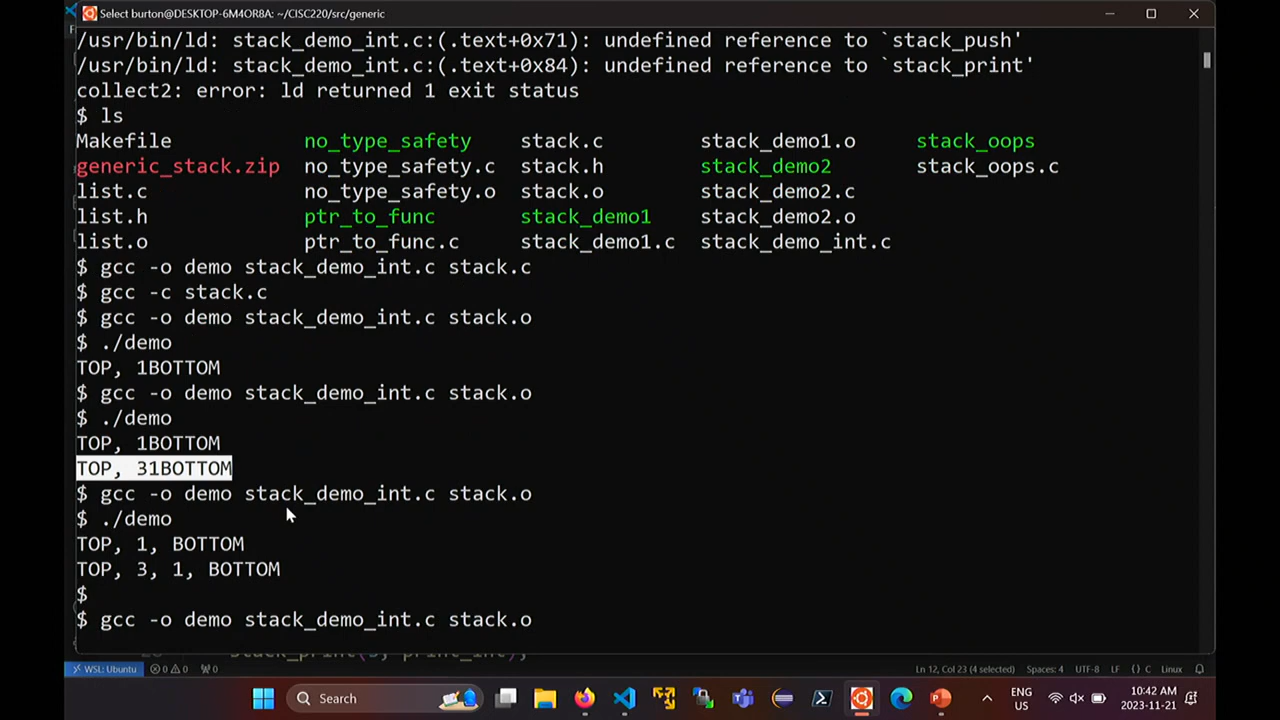 Select burton@DESKTOP-6M4OR8A: ~/CISC220/src/generic
/usr/bin/ld: stack_demo_int.c:(.text+0x71): undefined reference to `stack_push'
/usr/bin/ld: stack_demo_int.c:(.text+0x84): undefined reference to `stack_print'
collect2: error: ld returned 1 exit status
$ ls
Makefile no_type_safety stack.c stack_demo1.o stack_oops
generic_stack.zip no_type_safety.c stack.h stack_demo2 stack_oops.c
list.c no_type_safety.o stack.o stack_demo2.c
list.h ptr_to_func stack_demo1 stack_demo2.o
list.o ptr_to_func.c stack_demo1.c stack_demo_int.c
$ gcc -o demo stack_demo_int.c stack.c
$ gcc -c stack.c
$ gcc -o demo stack_demo_int.c stack.o
$ ./demo
TOP, 1BOTTOM
$ gcc -o demo stack_demo_int.c stack.o
$ ./demo
TOP, 1BOTTOM
TOP, 31BOTTOM
$ gcc -o demo stack_demo_int.c stack.o
$ ./demo
TOP, 1, BOTTOM
TOP, 3, 1, BOTTOM
$
$ gcc -o demo stack_demo_int.c stack.o
WSL: Ubuntu 0 0 0 Ln 12, Col 23 (4 selected) Spaces: 4 UTF-8 LF { } C Linux
Search ENG US 10:42 AM 2023-11-21